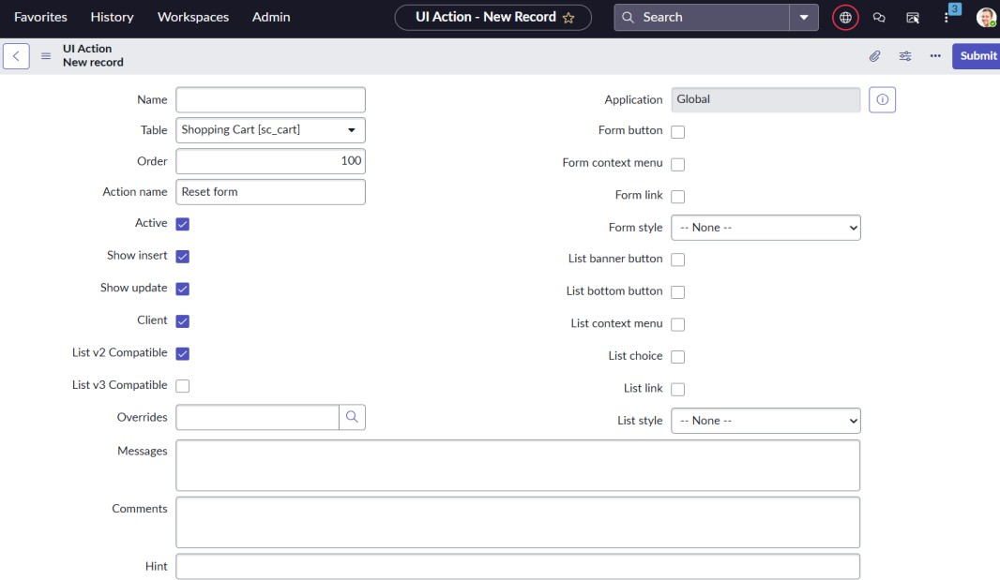 Favorites History Workspaces Admin UI Action - New Record Search 3
UI Action
New record
Submit
Name
Application Global
Table Shopping Cart [sc_cart]
Form button
Order 100
Form context menu
Action name Reset form
Form link
Active
Form style -- None --
Show insert
List banner button
Show update
List bottom button
Client
List context menu
List v2 Compatible
List choice
List v3 Compatible
List link
Overrides
List style -- None --
Messages
Comments
Hint